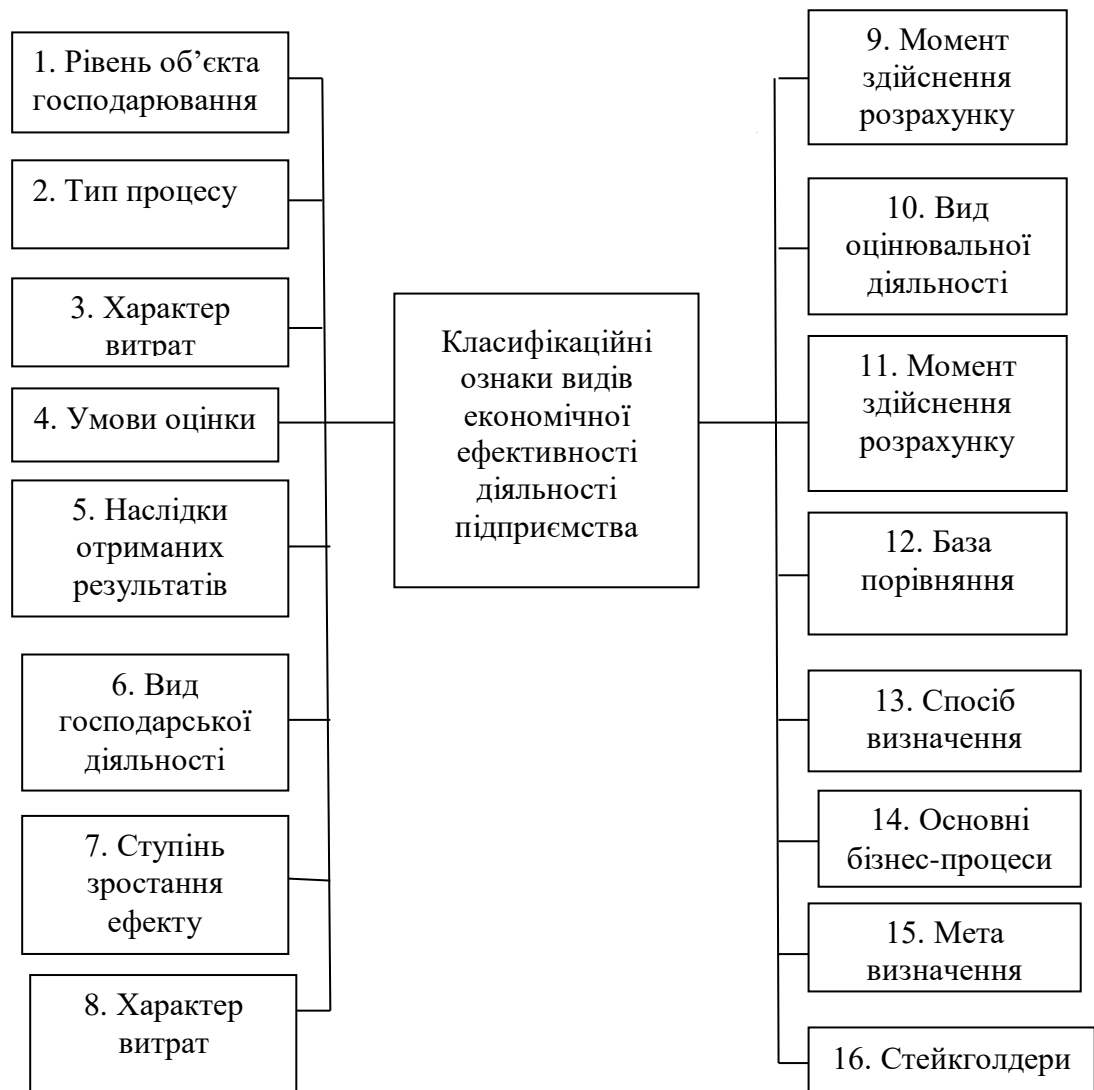 1. Рівень об’єкта
господарювання
2. Тип процесу
3. Характер
витрат
4. Умови оцінки
5. Наслідки
отриманих
результатів
6. Вид
господарської
діяльності
7. Ступінь
зростання
ефекту
8. Характер
витрат
Класифікаційні
ознаки видів
економічної
ефективності
діяльності
підприємства
9. Момент
здійснення
розрахунку
10. Вид
оцінювальної
діяльності
11. Момент
здійснення
розрахунку
12. База
порівняння
13. Спосіб
визначення
14. Основні
бізнес-процеси
15. Мета
визначення
16. Стейкголдери